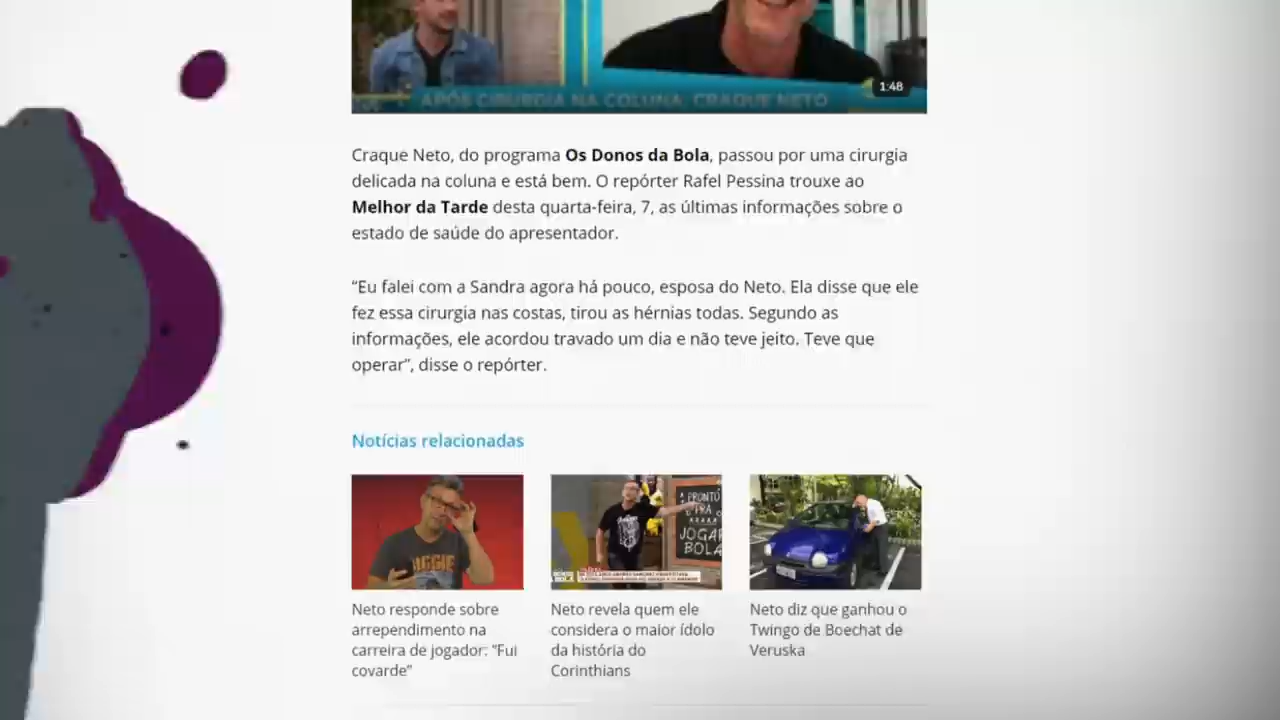 1:48
APÓS CIRURGIA NA COLUNA, CRAQUE NETO
Craque Neto, do programa Os Donos da Bola, passou por uma cirurgia
delicada na coluna e está bem. O repórter Rafel Pessina trouxe ao
Melhor da Tarde desta quarta-feira, 7, as últimas informações sobre o
estado de saúde do apresentador.
“Eu falei com a Sandra agora há pouco, esposa do Neto. Ela disse que ele
fez essa cirurgia nas costas, tirou as hérnias todas. Segundo as
informações, ele acordou travado um dia e não teve jeito. Teve que
operar”, disse o repórter.
Notícias relacionadas
PRONTO
PRA
JOGAR
BOLA
Neto responde sobre
arrependimento na
carreira de jogador: “Fui
covarde”
Neto revela quem ele
considera o maior ídolo
da história do
Corinthians
Neto diz que ganhou o
Twingo de Boechat de
Veruska